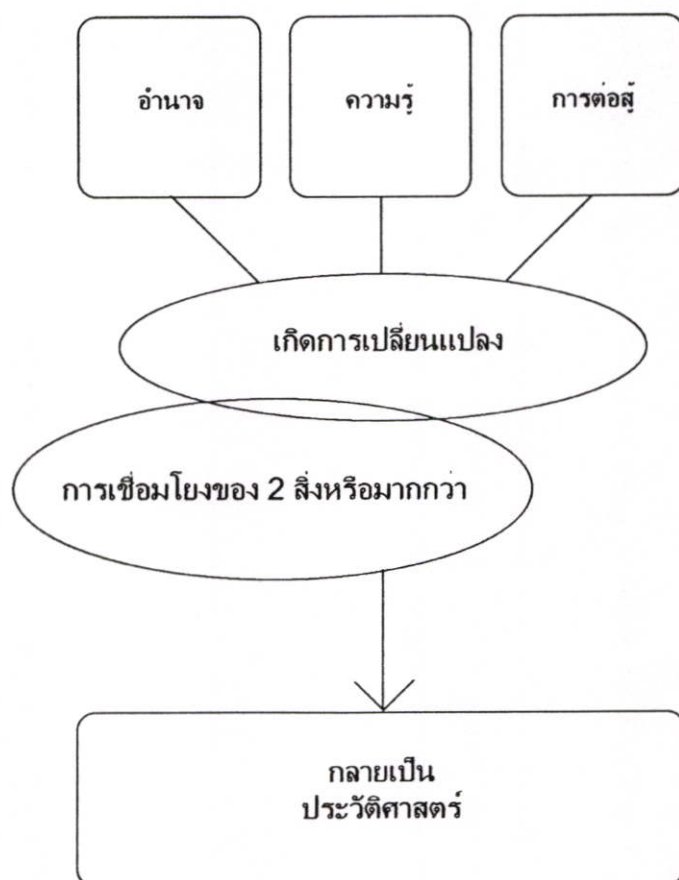 อำนาจ
ความรู้
การต่อสู้
เกิดการเปลี่ยนแปลง
การเชื่อมโยงของ 2 สิ่งหรือมากกว่า
กลายเป็น
ประวัติศาสตร์